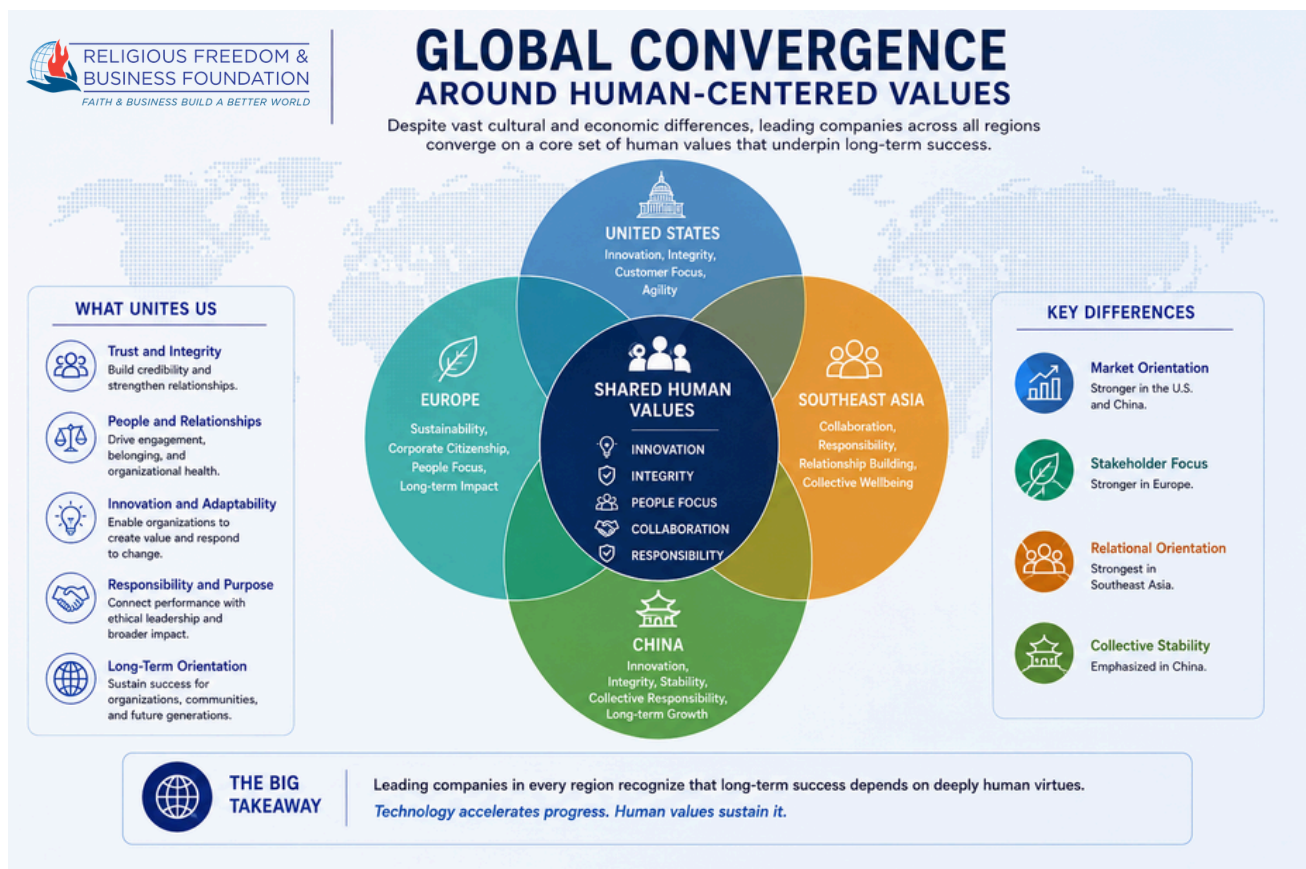 RELIGIOUS FREEDOM &
BUSINESS FOUNDATION
FAITH & BUSINESS BUILD A BETTER WORLD
GLOBAL CONVERGENCE
AROUND HUMAN-CENTERED VALUES
Despite vast cultural and economic differences, leading companies across all regions
converge on a core set of human values that underpin long-term success.
WHAT UNITES US
Trust and Integrity
Build credibility and
strengthen relationships.
People and Relationships
Drive engagement,
belonging, and
organizational health.
Innovation and Adaptability
Enable organizations to
create value and respond
to change.
Responsibility and Purpose
Connect performance with
ethical leadership and
broader impact.
Long-Term Orientation
Sustain success for
organizations, communities,
and future generations.
UNITED STATES
Innovation, Integrity,
Customer Focus,
Agility
EUROPE
Sustainability,
Corporate Citizenship,
People Focus,
Long-term Impact
SHARED HUMAN
VALUES
INNOVATION
INTEGRITY
PEOPLE FOCUS
COLLABORATION
RESPONSIBILITY
SOUTHEAST ASIA
Collaboration,
Responsibility,
Relationship Building,
Collective Wellbeing
CHINA
Innovation,
Integrity, Stability,
Collective Responsibility,
Long-term Growth
KEY DIFFERENCES
Market Orientation
Stronger in the U.S.
and China.
Stakeholder Focus
Stronger in Europe.
Relational Orientation
Strongest in
Southeast Asia.
Collective Stability
Emphasized in China.
THE BIG
TAKEAWAY
Leading companies in every region recognize that long-term success depends on deeply human virtues.
Technology accelerates progress. Human values sustain it.